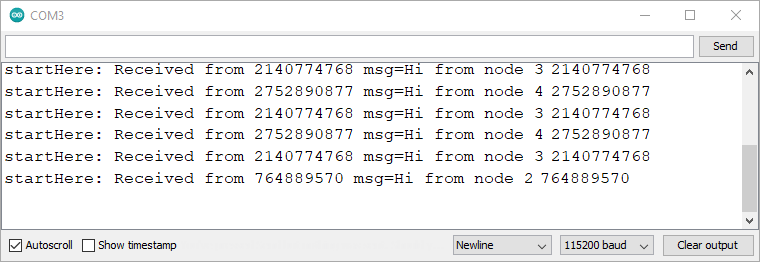 COM3
Send
startHere: Received from 2140774768 msg=Hi from node 3 2140774768
startHere: Received from 2752890877 msg=Hi from node 4 2752890877
startHere: Received from 2140774768 msg=Hi from node 3 2140774768
startHere: Received from 2752890877 msg=Hi from node 4 2752890877
startHere: Received from 2140774768 msg=Hi from node 3 2140774768
startHere: Received from 764889570 msg=Hi from node 2 764889570
Autoscroll Show timestamp Newline 115200 baud Clear output